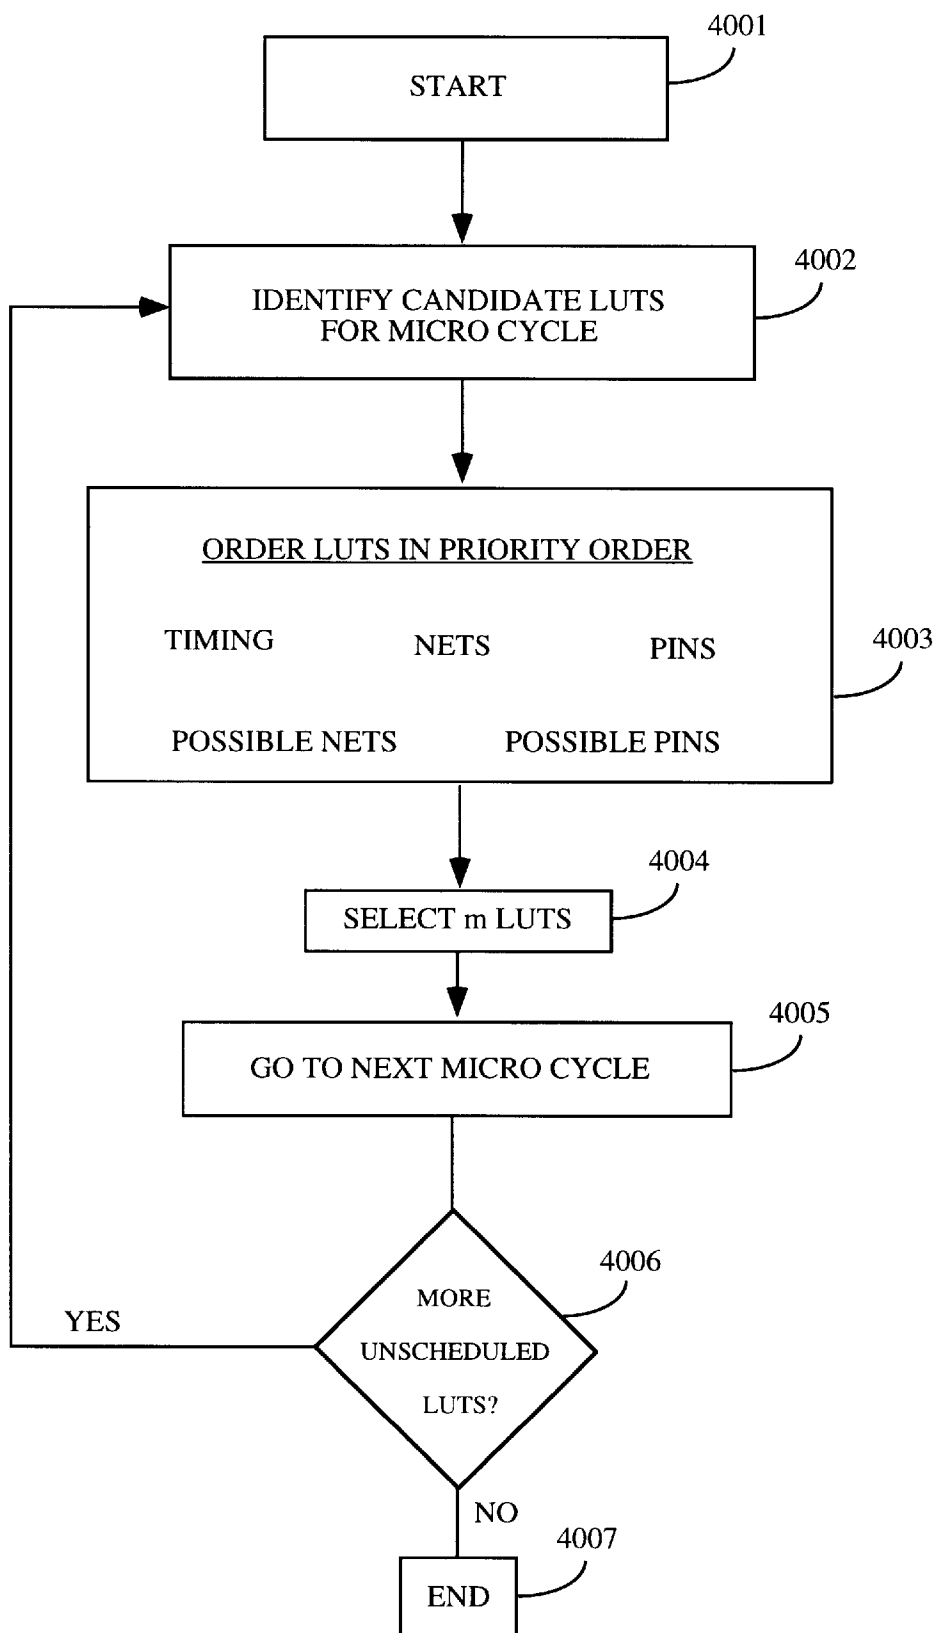 4001
START
4002
IDENTIFY CANDIDATE LUTS
FOR MICRO CYCLE
ORDER LUTS IN PRIORITY ORDER
TIMING NETS PINS
4003
POSSIBLE NETS POSSIBLE PINS
4004
SELECT m LUTS
4005
GO TO NEXT MICRO CYCLE
4006
MORE
YES
UNSCHEDULED
LUTS?
NO
4007
END